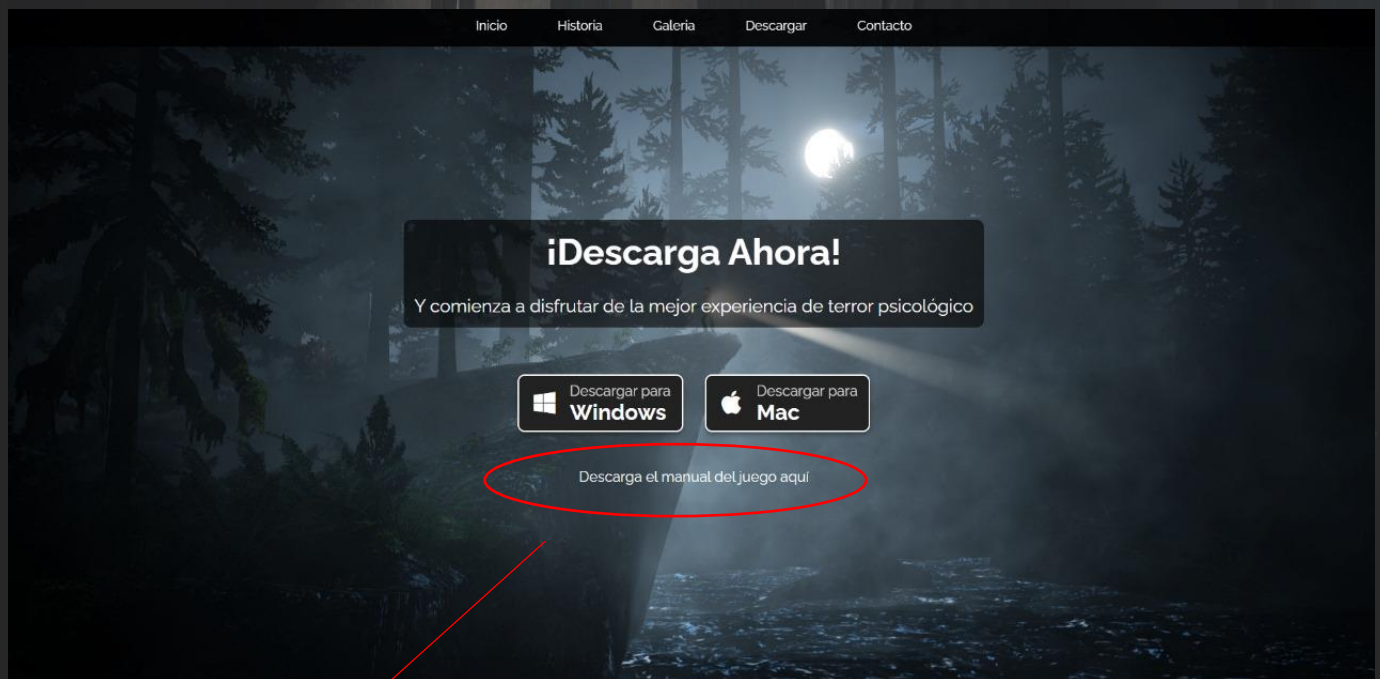 Inicio Historia Galeria Descargar Contacto
¡Descarga Ahora!
Y comienza a disfrutar de la mejor experiencia de terror psicológico
Descargar para
Windows
Descargar para
Mac
Descarga el manual del juego aquí